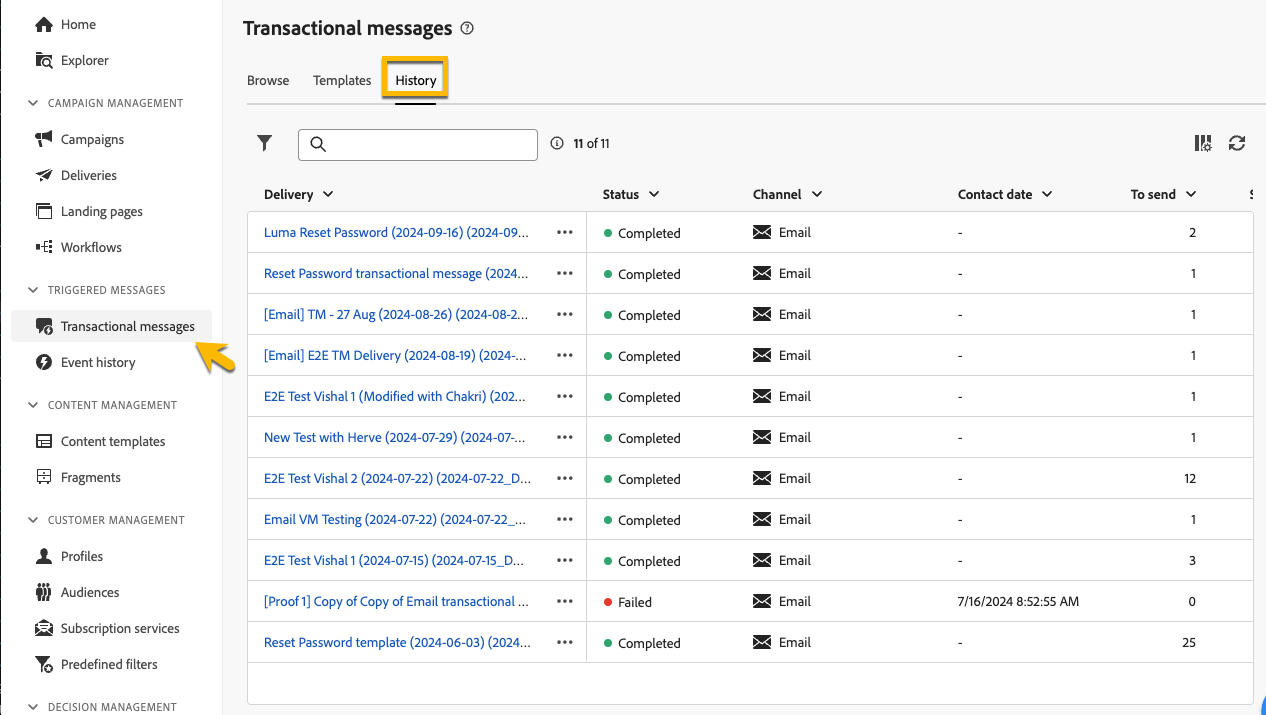 Home
Explorer
CAMPAIGN MANAGEMENT
Campaigns
Deliveries
Landing pages
Workflows
TRIGGERED MESSAGES
Transactional messages
Event history
CONTENT MANAGEMENT
Content templates
Fragments
CUSTOMER MANAGEMENT
Profiles
Audiences
Subscription services
Predefined filters
DECISION MANAGEMENT
Transactional messages
Browse Templates History
11 of 11
Delivery Status Channel Contact date To send S
Luma Reset Password (2024-09-16) (2024-09... Completed Email - 2
Reset Password transactional message (2024... Completed Email - 1
[Email] TM - 27 Aug (2024-08-26) (2024-08-2... Completed Email - 1
[Email] E2E TM Delivery (2024-08-19) (2024-... Completed Email - 1
E2E Test Vishal 1 (Modified with Chakri) (202... Completed Email - 1
New Test with Herve (2024-07-29) (2024-07-... Completed Email - 1
E2E Test Vishal 2 (2024-07-22) (2024-07-22_D... Completed Email - 12
Email VM Testing (2024-07-22) (2024-07-22_... Completed Email - 1
E2E Test Vishal 1 (2024-07-15) (2024-07-15_D... Completed Email - 3
[Proof 1] Copy of Copy of Email transactional ... Failed Email 7/16/2024 8:52:55 AM 0
Reset Password template (2024-06-03) (2024... Completed Email - 25